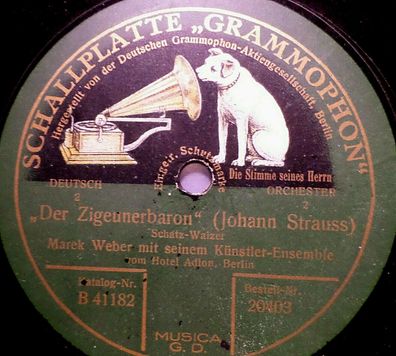 SCHALLPLATTE „GRAMMOPHON“
Hergestellt von der Deutschen Grammophon-Aktiengesellschaft, Berlin
Eingetr. Schutzmark
Die Stimme seines Herrn
DEUTSCH
2
ORCHESTER
2
„Der Zigeunerbaron“ (Johann Strauss)
Schatz-Walzer
Marek Weber mit seinem Künstler-Ensemble
vom Hotel Adlon, Berlin
Katalog-Nr.
B 41182
Bestell-Nr.
MUSICA
G. D.